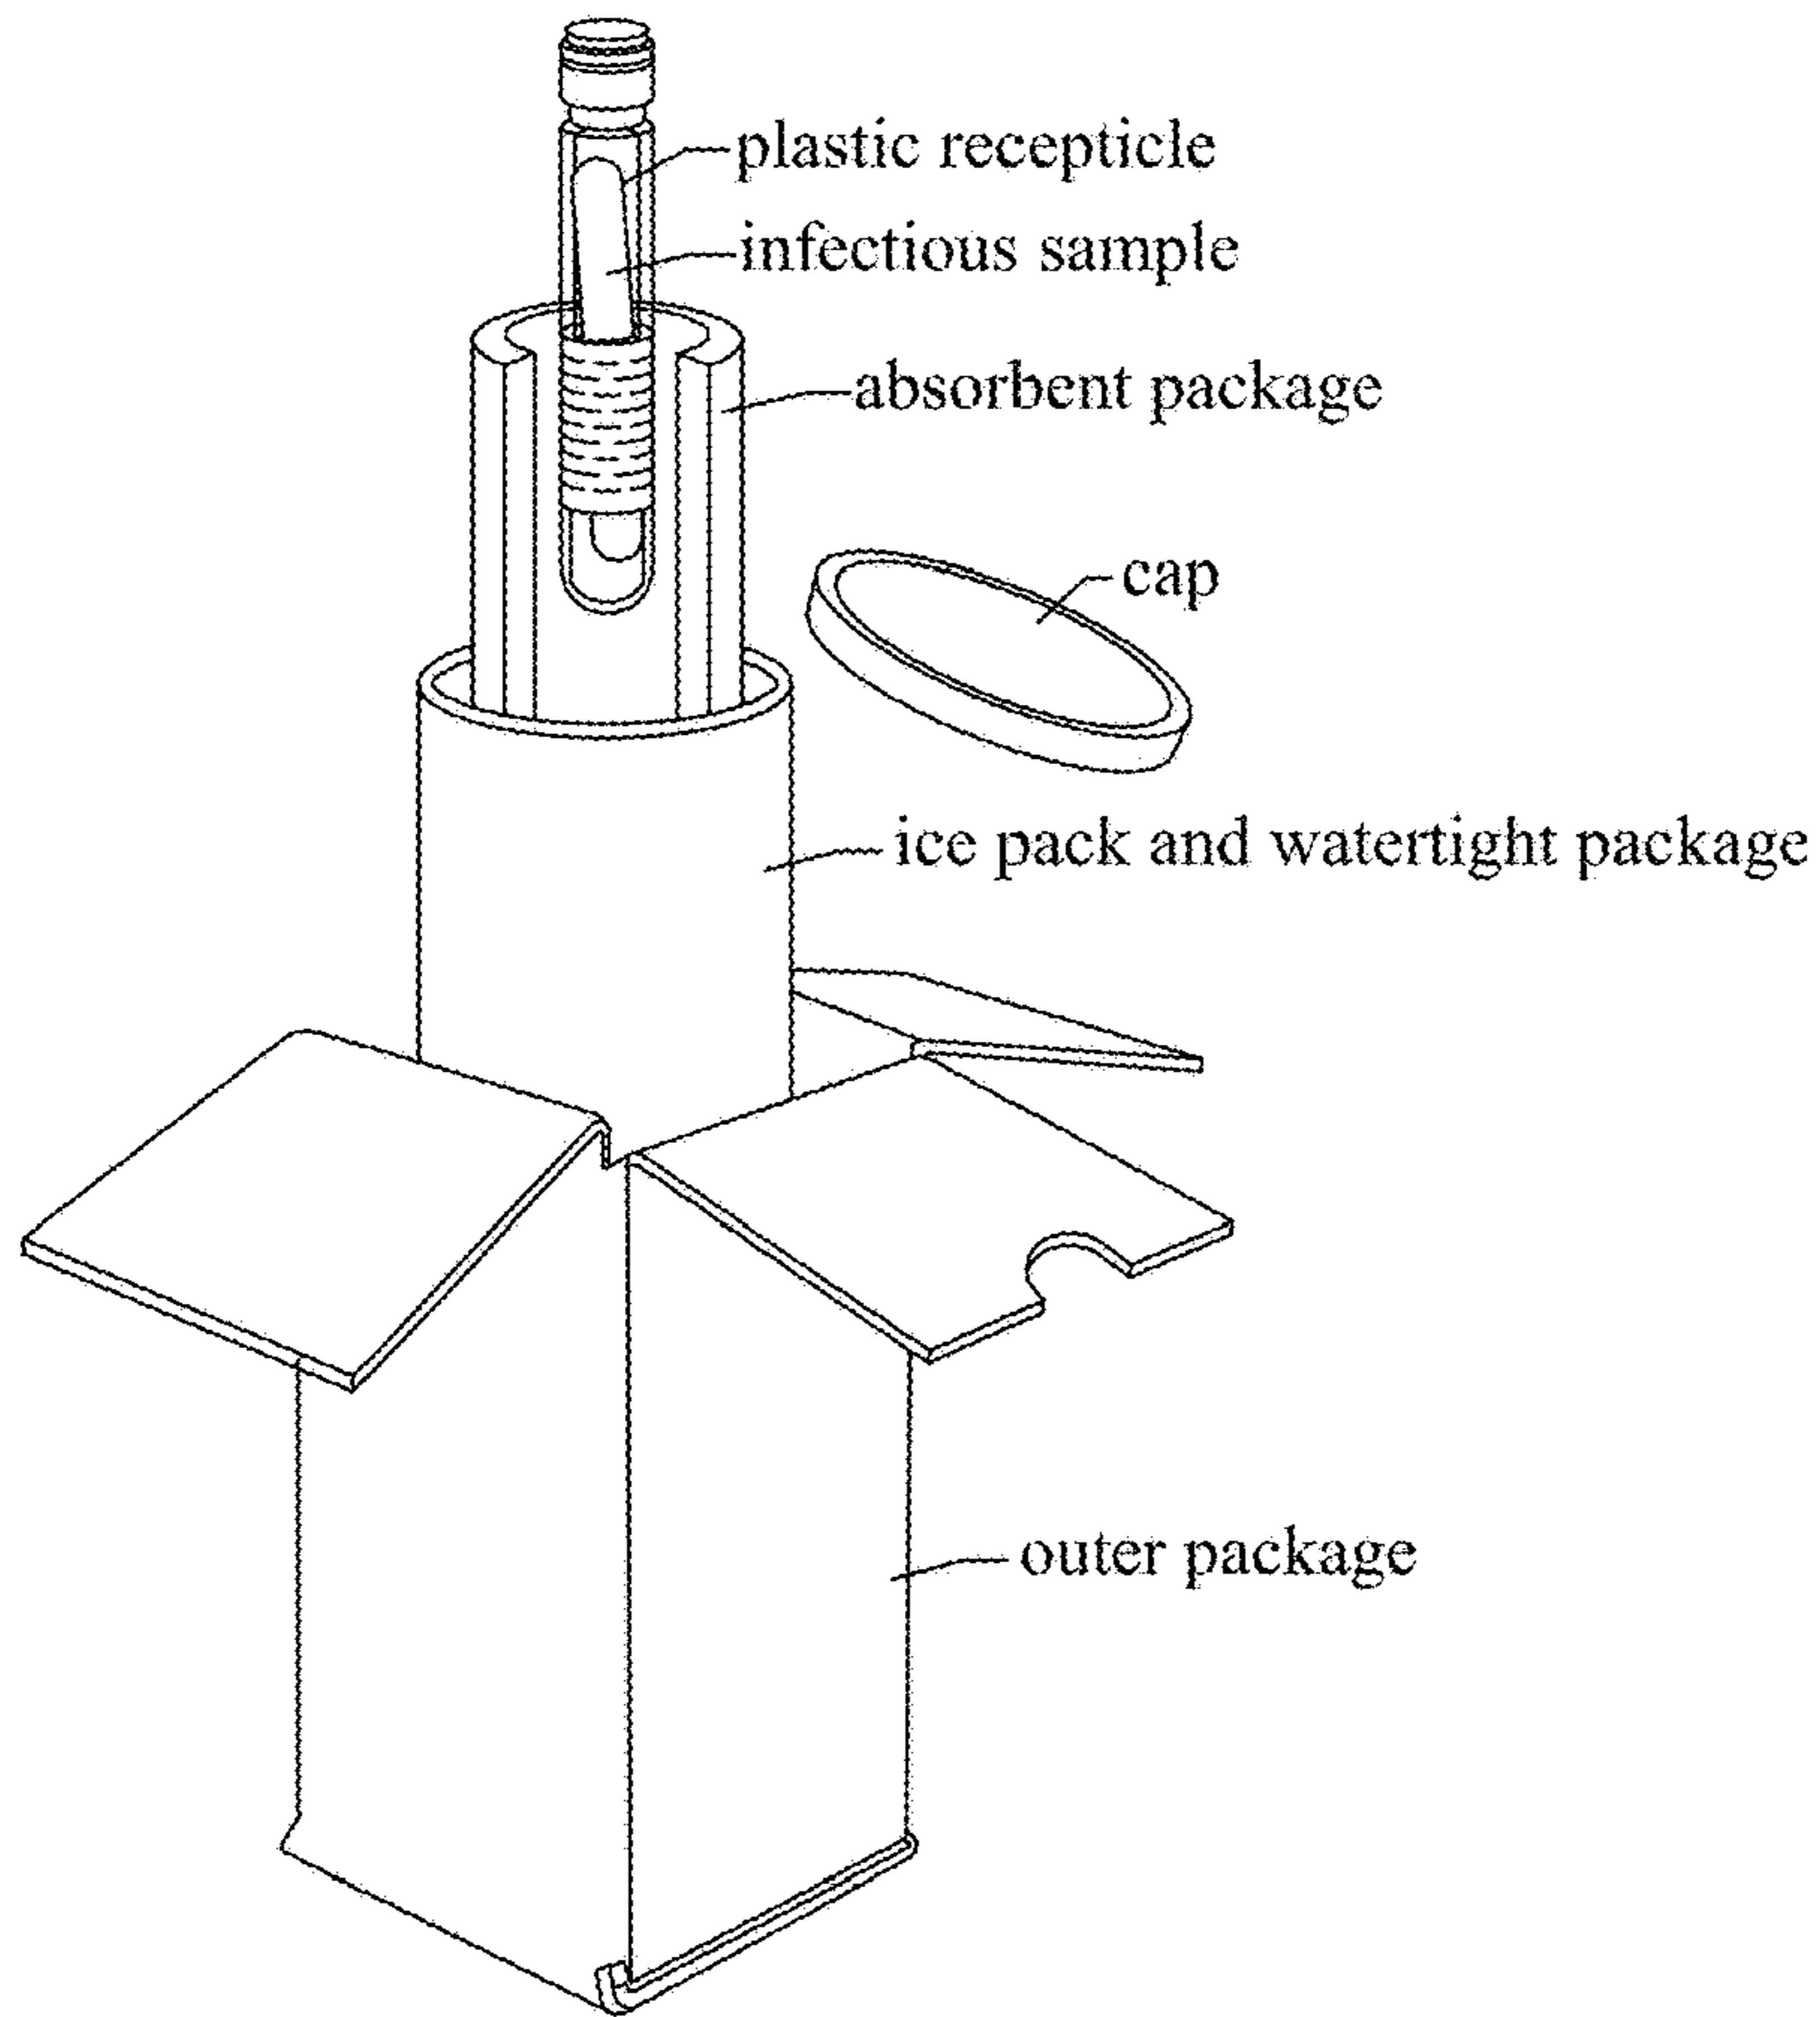 plastic recepticle
infectious sample
absorbent package
cap
ice pack and watertight package
outer package